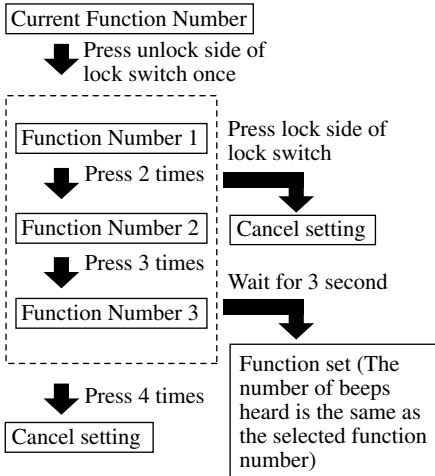 Current Function Number
Press unlock side of
lock switch once
Function Number 1
Press 2 times
Press lock side of
lock switch
Function Number 2
Cancel setting
Press 3 times
Wait for 3 second
Function Number 3
Function set (The
number of beeps
heard is the same as
the selected function
number)
Press 4 times
Cancel setting